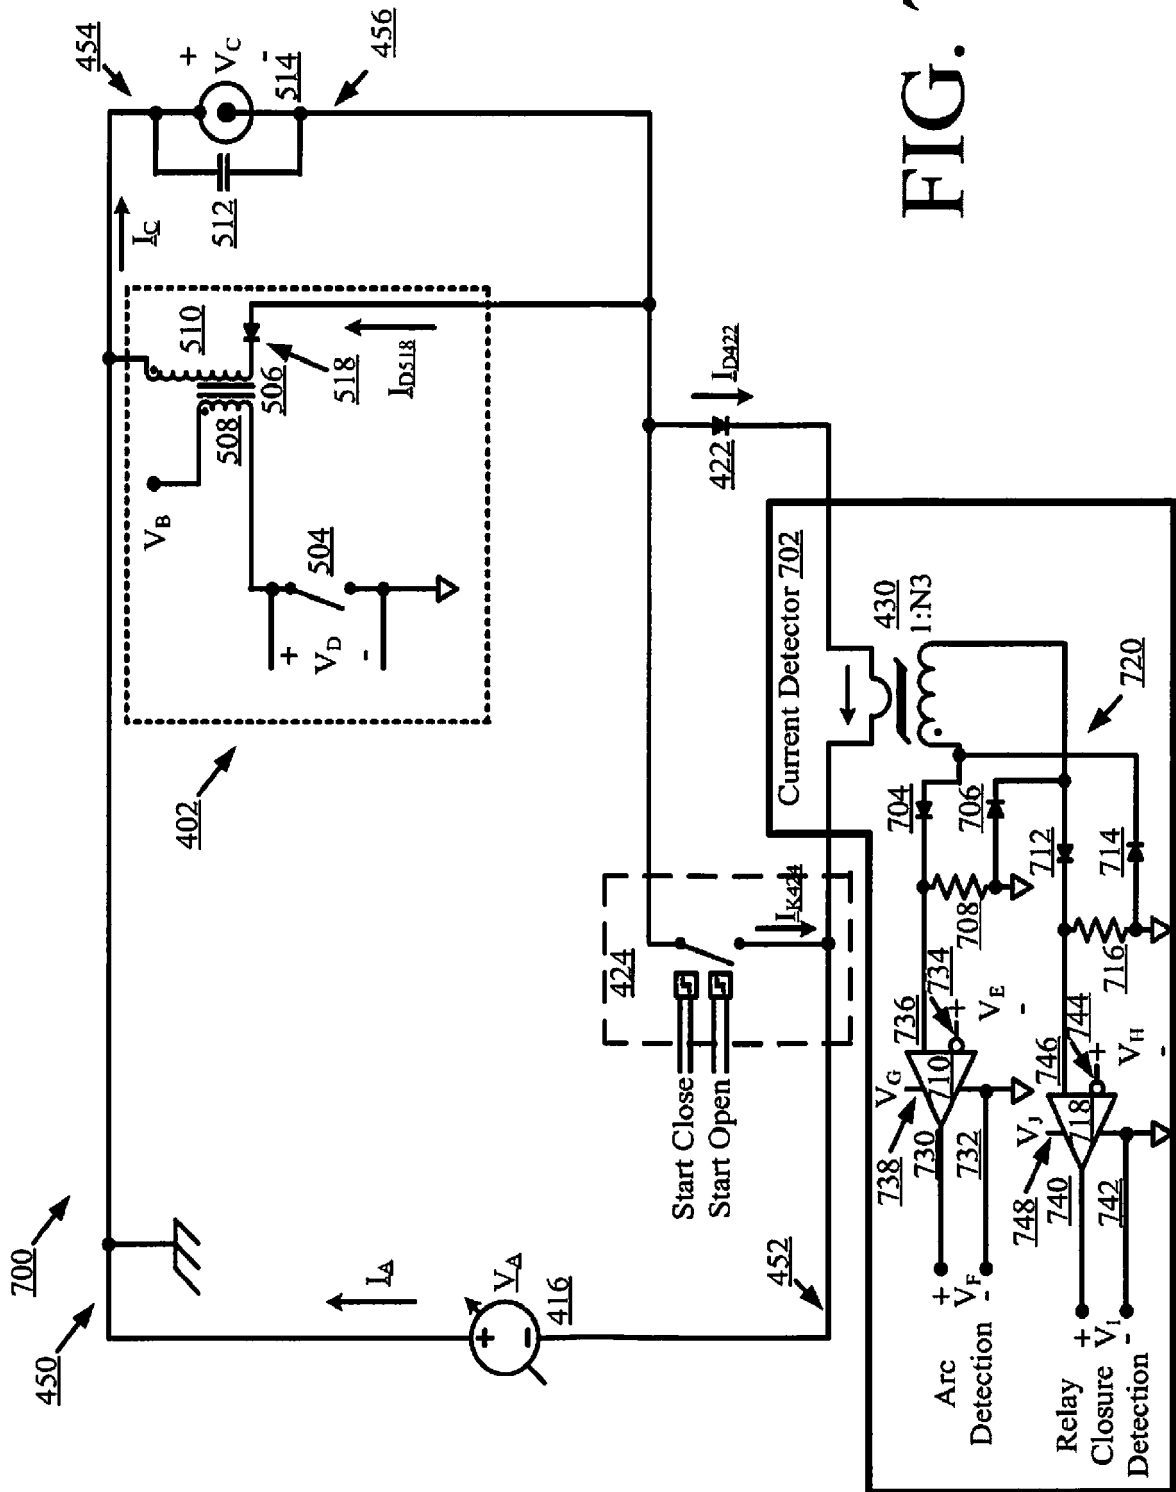 700
450
454
+
V_C
-
514
456
I_C
512
510
506
508
518
I_D518
V_B
504
+
V_D
-
402
I_A
V_A
+
-
416
452
424
Start Close
Start Open
I_K424
422
I_D422
Current Detector 702
430
1:N3
720
704
706
708
712
714
716
734
736
+
V_E
-
V_G
710
738
730
732
744
746
+
V_H
-
V_J
718
748
740
742
Arc
Detection
+
V_F
-
Relay
Closure
Detection
+
V_I
-
FIG.